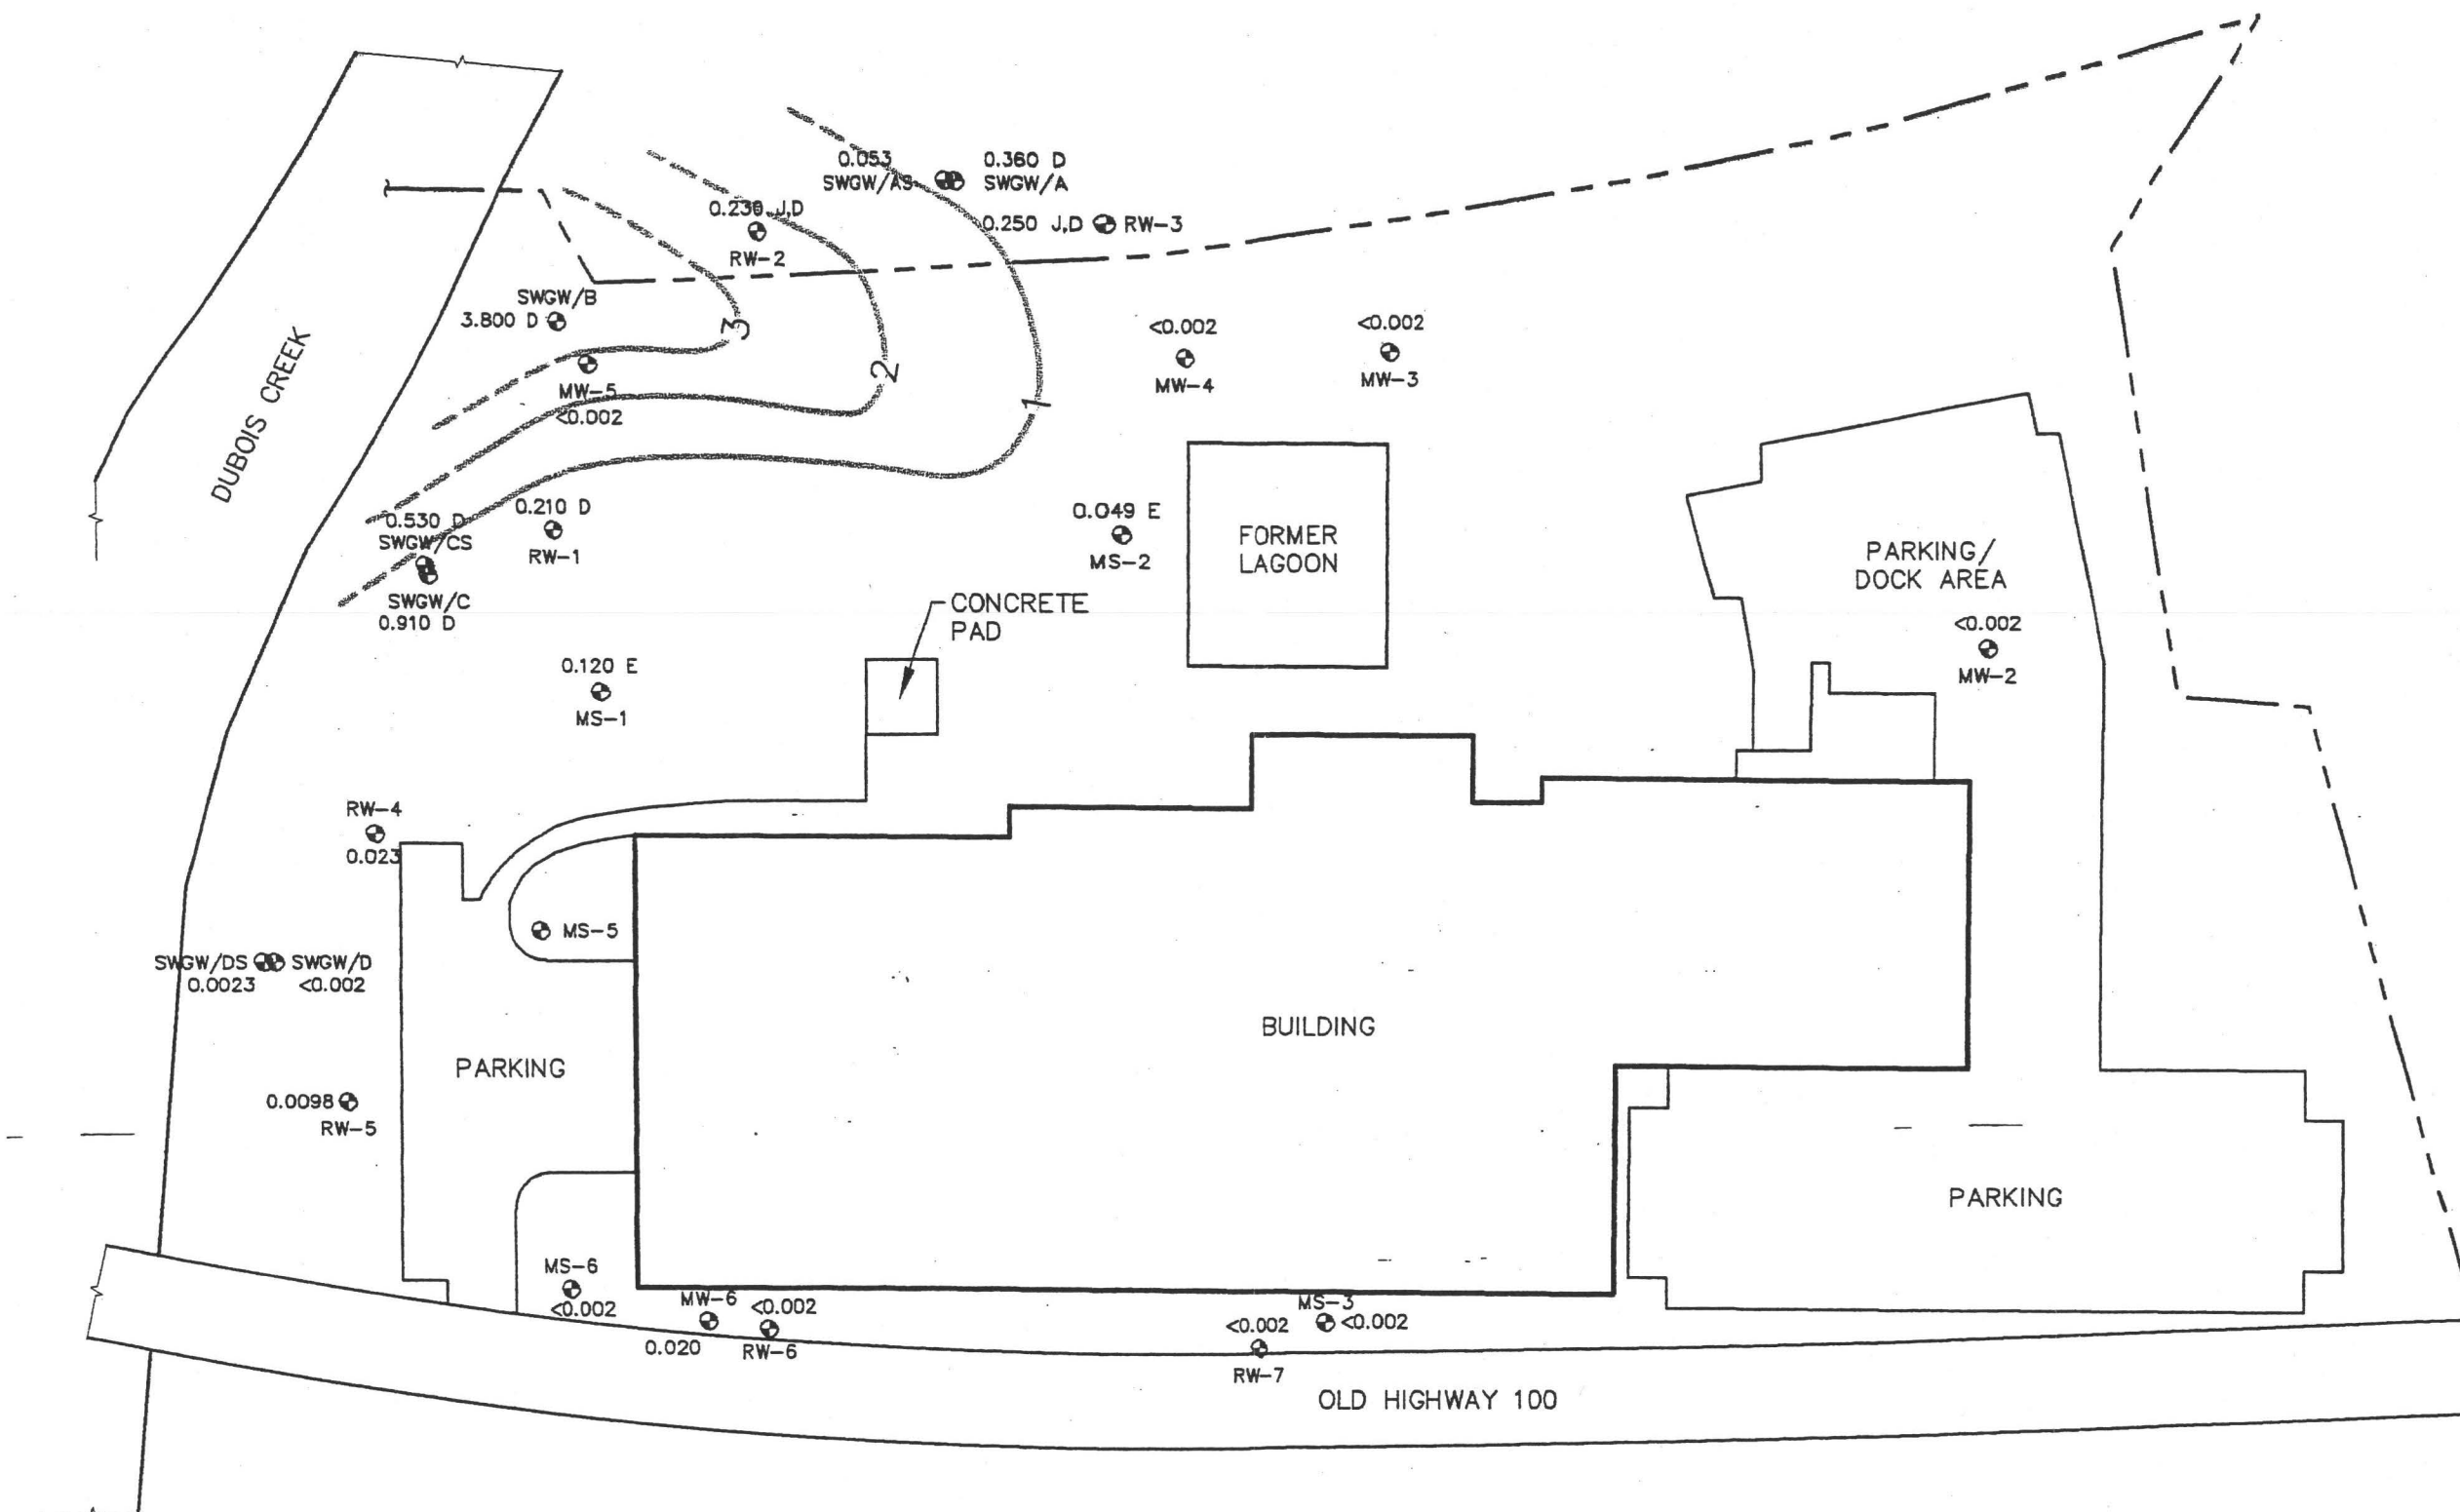 0.053
SWGW/AS
0.360 D
SWGW/A
0.230 J,D
RW-2
0.250 J,D
RW-3
SWGW/B
3.800 D
3
2
1
MW-5
<0.002
<0.002
MW-4
<0.002
MW-3
DUBOIS CREEK
0.530 D
SWGW/CS
SWGW/C
0.910 D
0.210 D
RW-1
0.049 E
MS-2
FORMER
LAGOON
PARKING/
DOCK AREA
<0.002
MW-2
CONCRETE
PAD
0.120 E
MS-1
RW-4
0.023
MS-5
SWGW/DS
0.0023
SWGW/D
<0.002
BUILDING
PARKING
0.0098
RW-5
PARKING
MS-6
<0.002
MW-6
0.020
<0.002
RW-6
<0.002
RW-7
MS-3
<0.002
OLD HIGHWAY 100